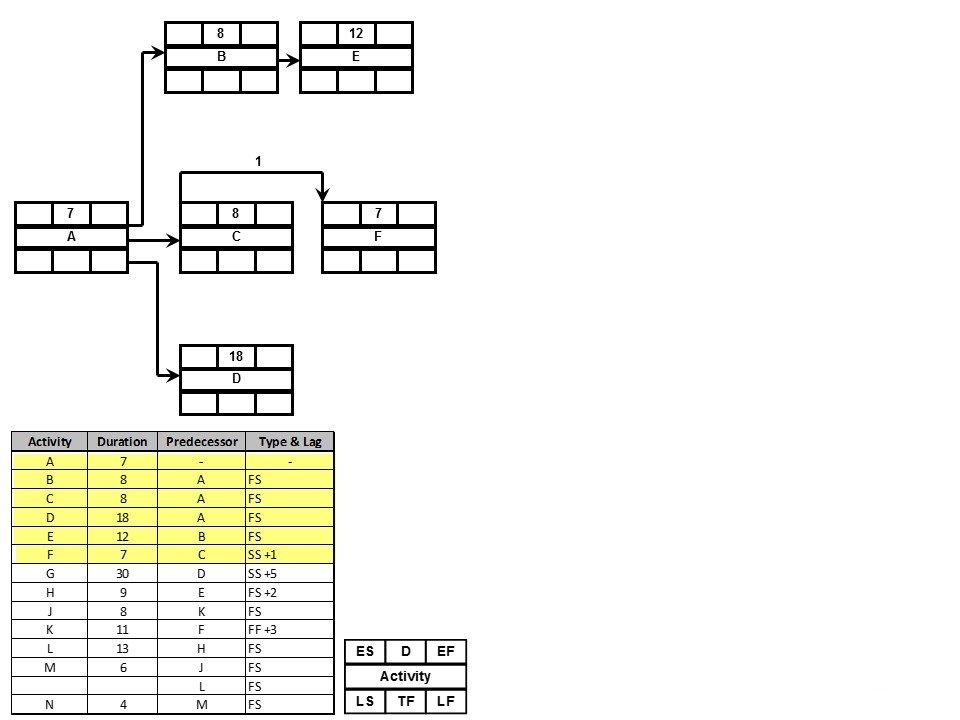 8 12
B E
1
7 8 7
A C F
18
D
Activity Duration Predecessor Type & Lag
A 7 - -
B 8 A FS
C 8 A FS
D 18 A FS
E 12 B FS
F 7 C SS +1
G 30 D SS +5
H 9 E FS +2
J 8 K FS
K 11 F FF +3
L 13 H FS
M 6 J FS
L FS
N 4 M FS
ES D EF
Activity
LS TF LF